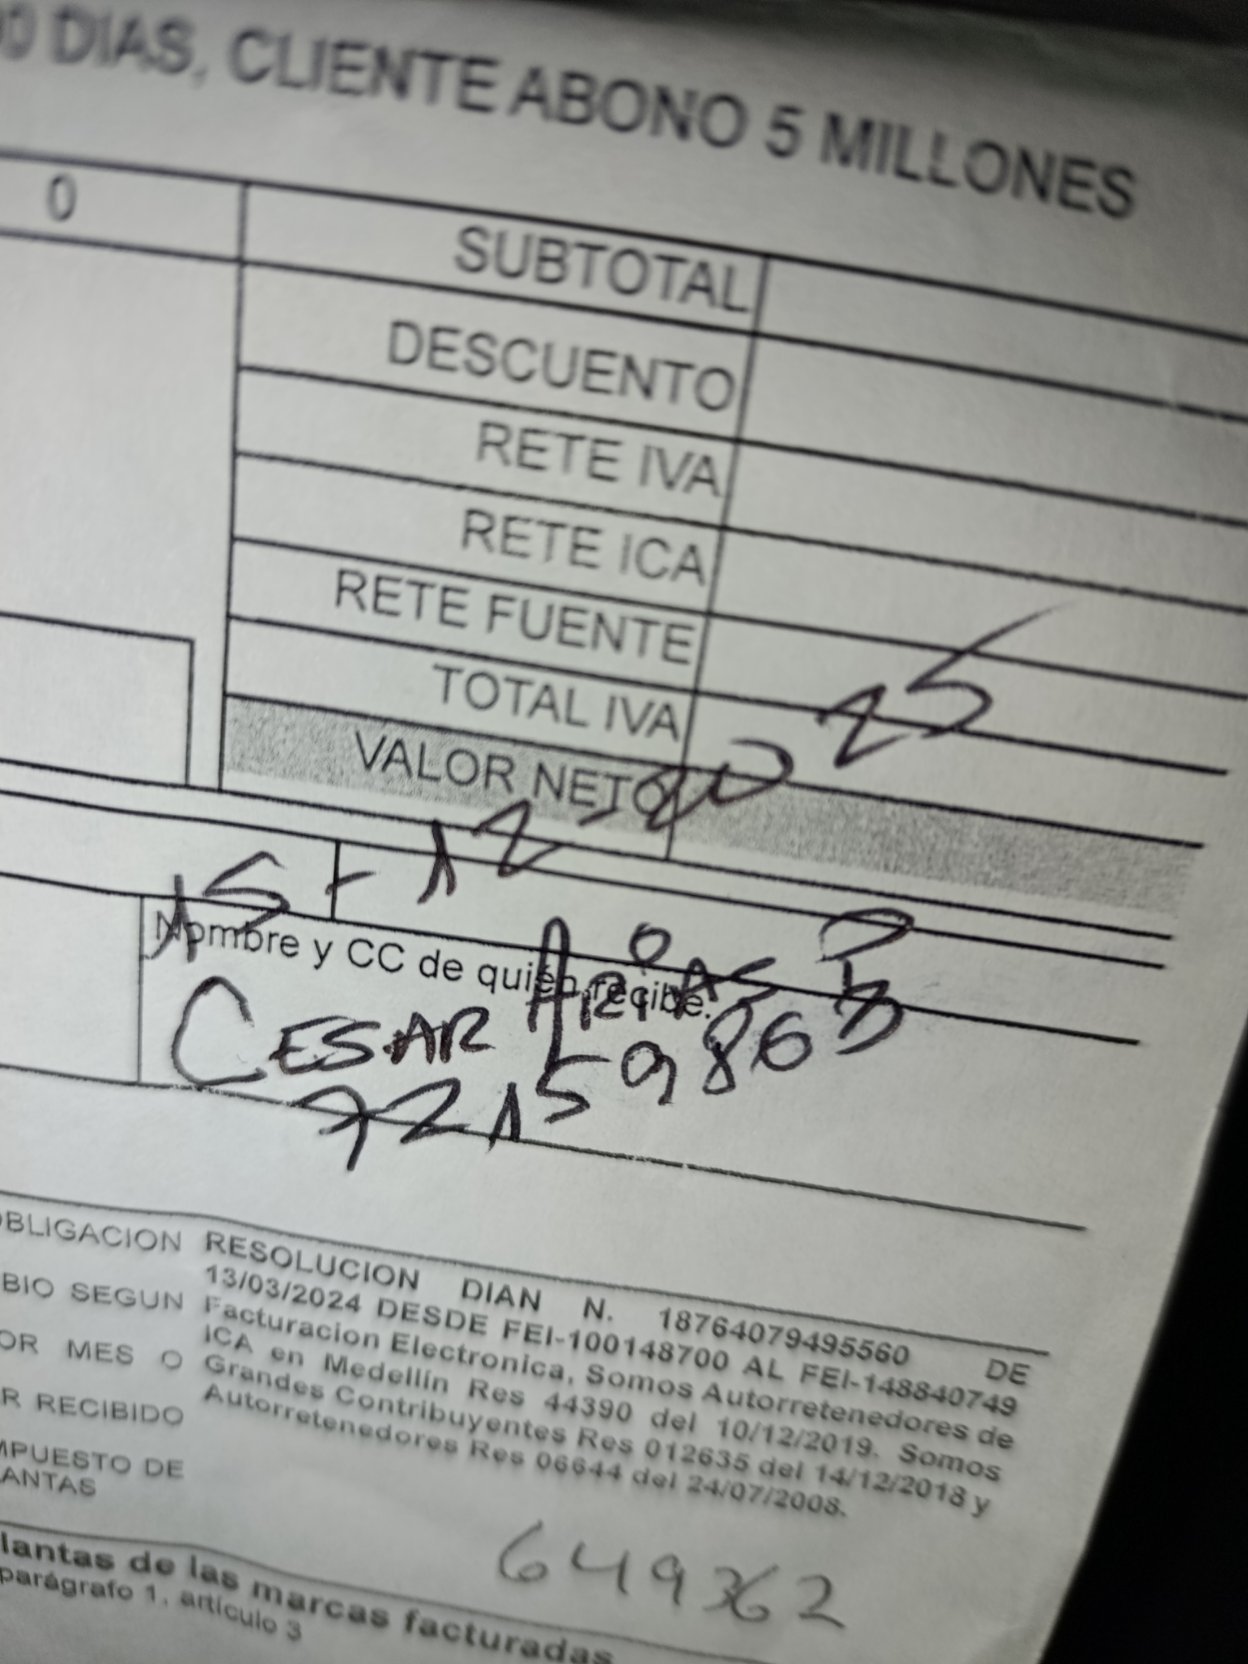 0 DIAS, CLIENTE ABONO 5 MILLONES
0
SUBTOTAL
DESCUENTO
RETE IVA
RETE ICA
RETE FUENTE
TOTAL IVA
VALOR NETO
15-12-2025
Nombre y CC de quién recibe:
CESAR ARIAS B
72159863
OBLIGACION
BIO SEGUN
OR MES O
R RECIBIDO
MPUESTO DE
ANTAS
RESOLUCION DIAN N. 18764079495560 DE
13/03/2024 DESDE FEI-100148700 AL FEI-148840749
Facturacion Electronica, Somos Autorretenedores de
ICA en Medellín Res 44390 del 10/12/2019. Somos
Grandes Contribuyentes Res 012635 del 14/12/2018 y
Autorretenedores Res 06644 del 24/07/2008.
649362
lantas de las marcas facturadas
parágrafo 1, artículo 3